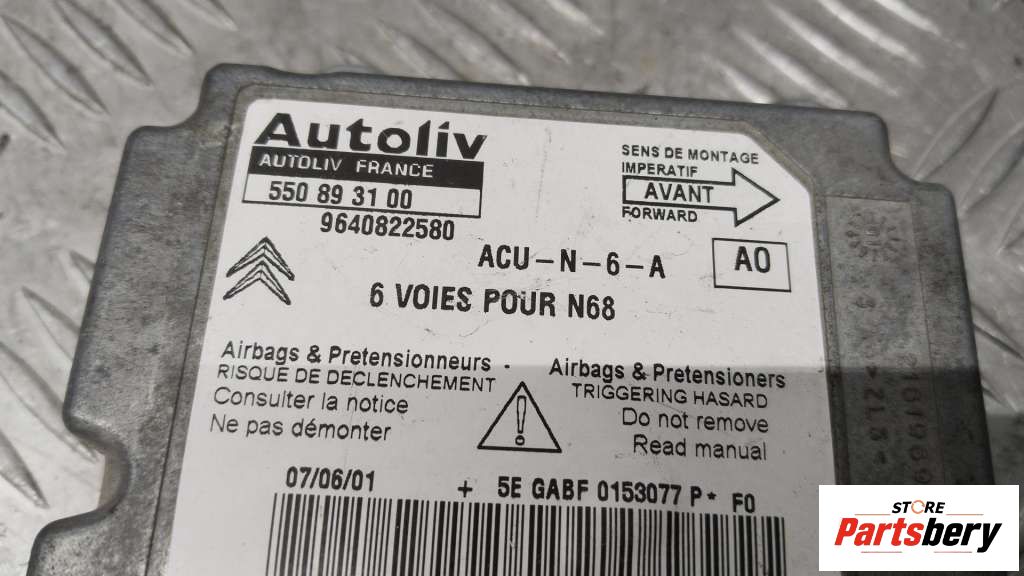 Autoliv
AUTOLIV FRANCE
550 89 31 00
9640822580
SENS DE MONTAGE
IMPERATIF
AVANT
FORWARD
ACU-N-6-A
A0
6 VOIES POUR N68
Airbags & Pretensionneurs
RISQUE DE DECLENCHEMENT
Consulter la notice
Ne pas démonter
Airbags & Pretensioners
TRIGGERING HASARD
Do not remove
Read manual
07/06/01 + 5E GABF 0153077 P* F0
STORE
Partsbery